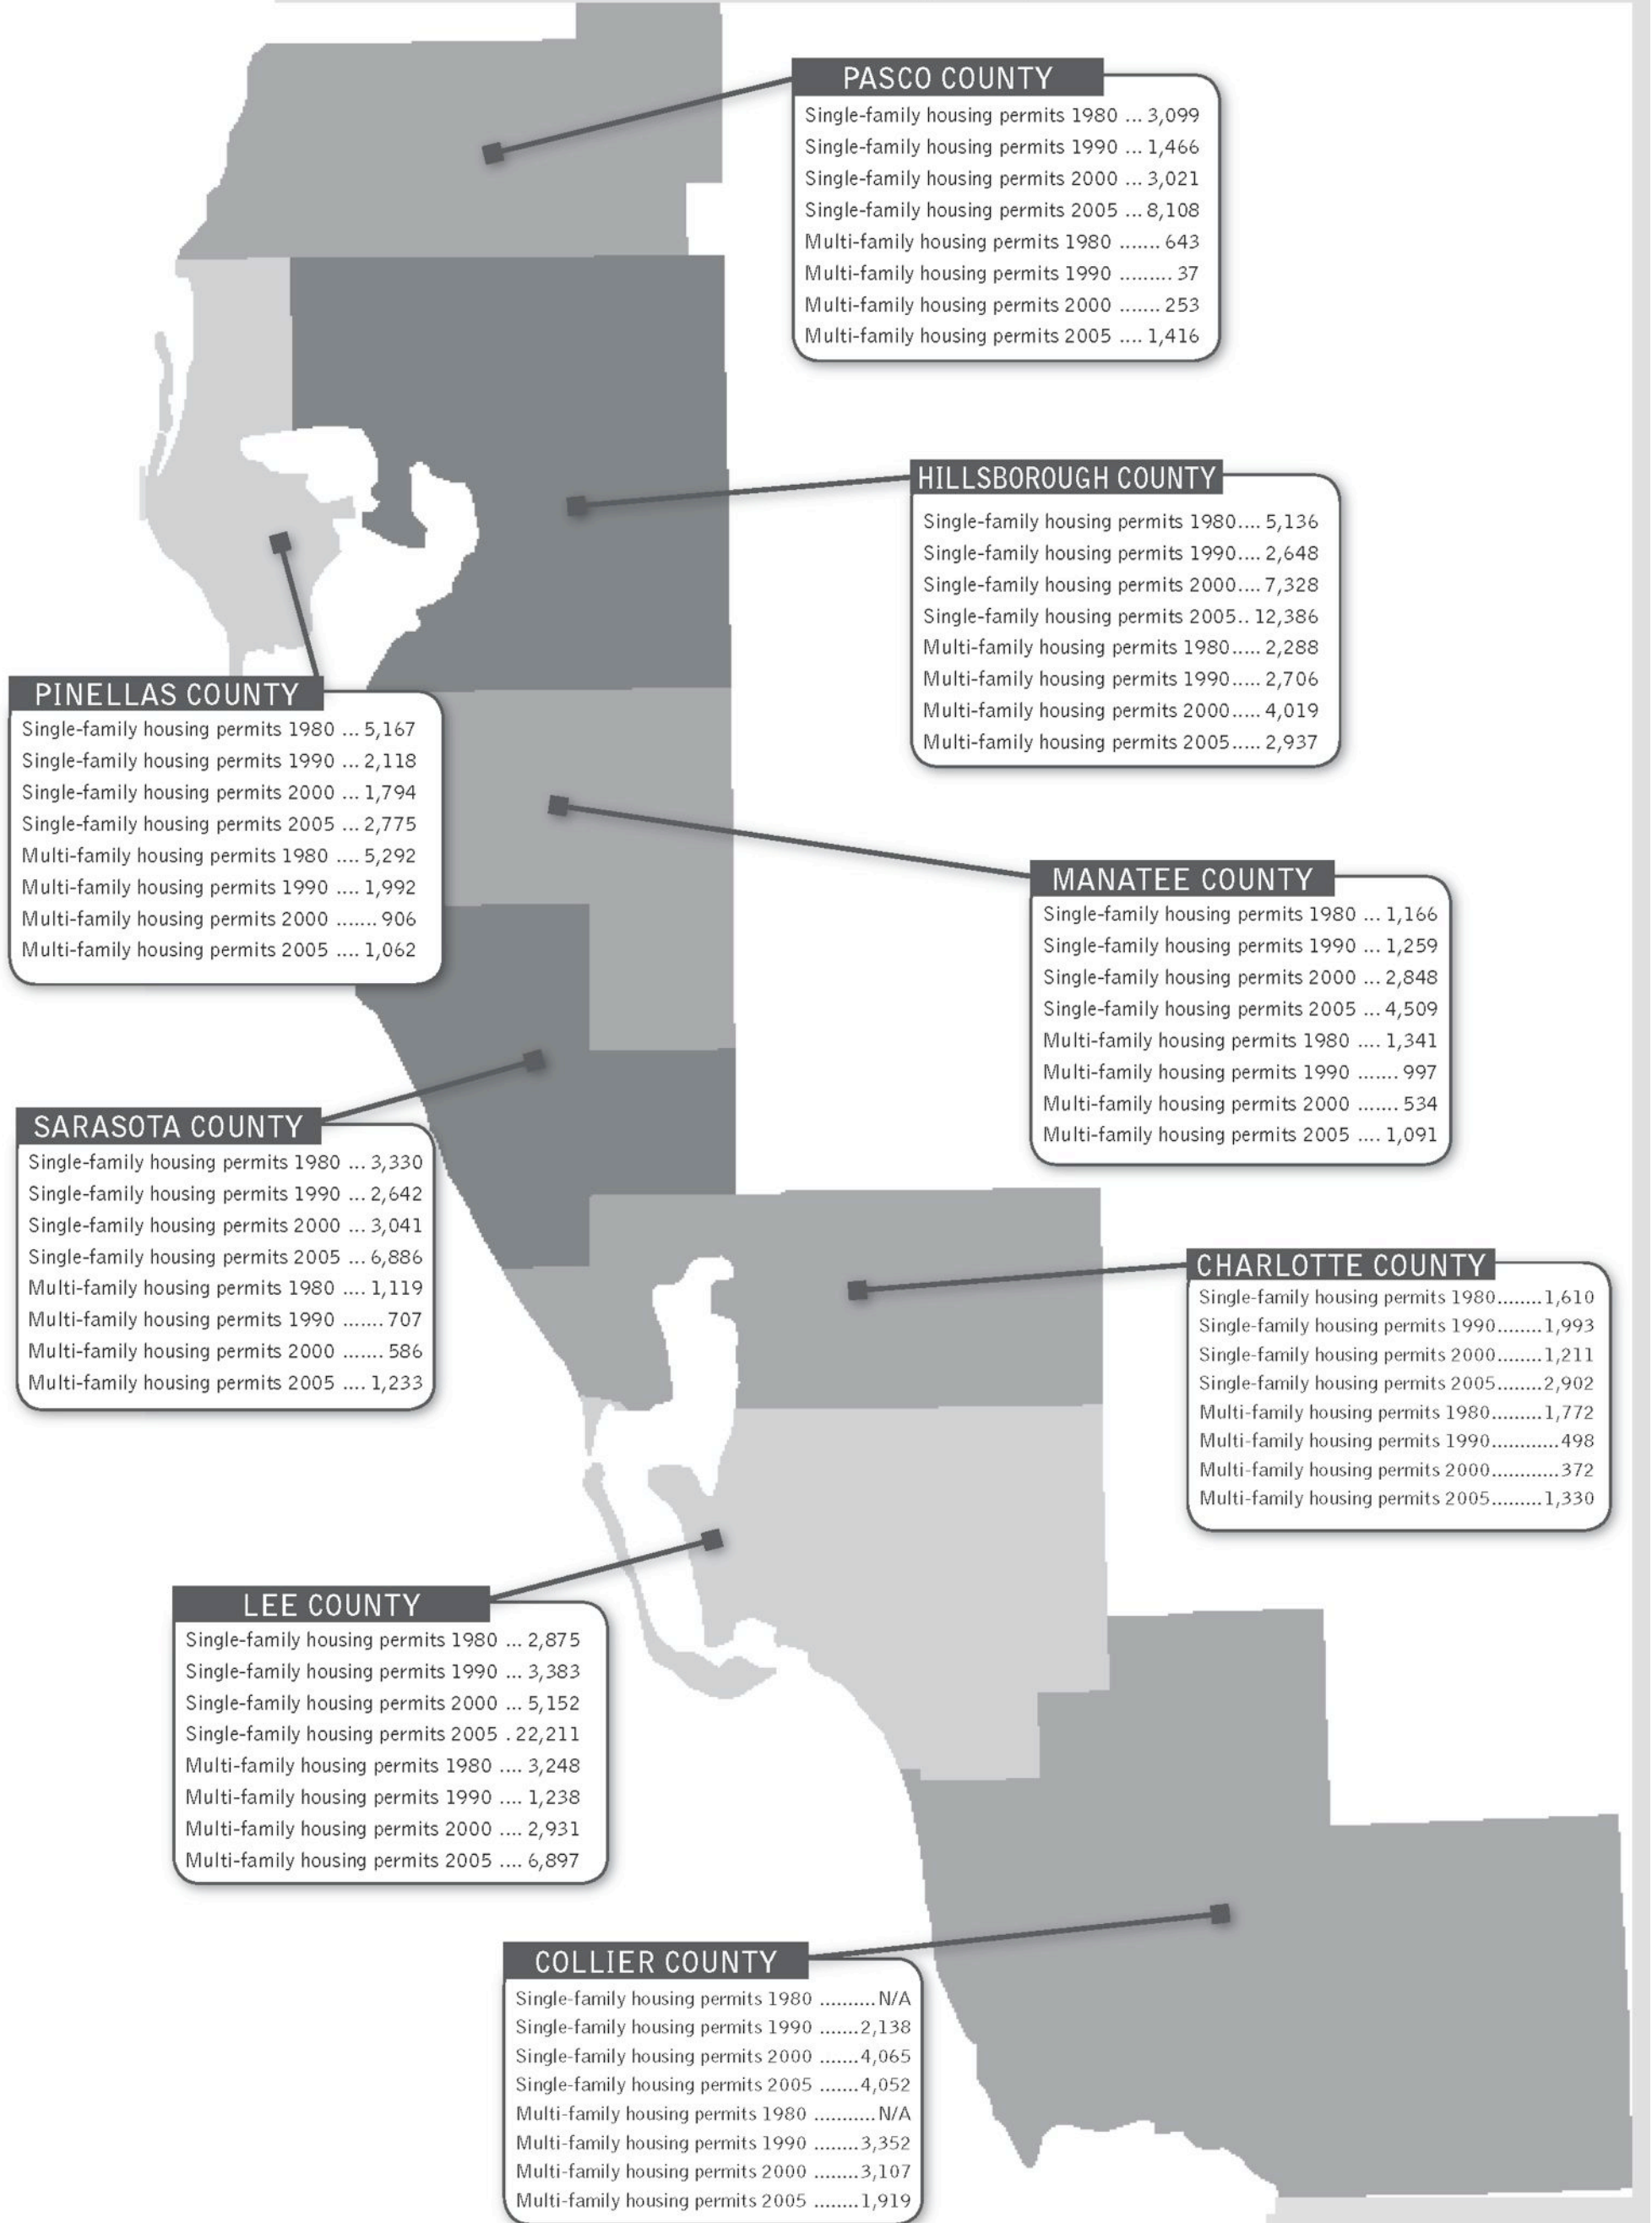 PASCO COUNTY
Single-family housing permits 1980 ... 3,099
Single-family housing permits 1990 ... 1,466
Single-family housing permits 2000 ... 3,021
Single-family housing permits 2005 ... 8,108
Multi-family housing permits 1980 ....... 643
Multi-family housing permits 1990 ......... 37
Multi-family housing permits 2000 ....... 253
Multi-family housing permits 2005 .... 1,416
HILLSBOROUGH COUNTY
Single-family housing permits 1980.... 5,136
Single-family housing permits 1990.... 2,648
Single-family housing permits 2000.... 7,328
Single-family housing permits 2005.. 12,386
Multi-family housing permits 1980..... 2,288
Multi-family housing permits 1990..... 2,706
Multi-family housing permits 2000..... 4,019
Multi-family housing permits 2005..... 2,937
PINELLAS COUNTY
Single-family housing permits 1980 ... 5,167
Single-family housing permits 1990 ... 2,118
Single-family housing permits 2000 ... 1,794
Single-family housing permits 2005 ... 2,775
Multi-family housing permits 1980 .... 5,292
Multi-family housing permits 1990 .... 1,992
Multi-family housing permits 2000 ....... 906
Multi-family housing permits 2005 .... 1,062
MANATEE COUNTY
Single-family housing permits 1980 ... 1,166
Single-family housing permits 1990 ... 1,259
Single-family housing permits 2000 ... 2,848
Single-family housing permits 2005 ... 4,509
Multi-family housing permits 1980 .... 1,341
Multi-family housing permits 1990 ....... 997
Multi-family housing permits 2000 ....... 534
Multi-family housing permits 2005 .... 1,091
SARASOTA COUNTY
Single-family housing permits 1980 ... 3,330
Single-family housing permits 1990 ... 2,642
Single-family housing permits 2000 ... 3,041
Single-family housing permits 2005 ... 6,886
Multi-family housing permits 1980 .... 1,119
Multi-family housing permits 1990 ....... 707
Multi-family housing permits 2000 ....... 586
Multi-family housing permits 2005 .... 1,233
CHARLOTTE COUNTY
Single-family housing permits 1980.......1,610
Single-family housing permits 1990.......1,993
Single-family housing permits 2000.......1,211
Single-family housing permits 2005.......2,902
Multi-family housing permits 1980.........1,772
Multi-family housing permits 1990............498
Multi-family housing permits 2000............372
Multi-family housing permits 2005.........1,330
LEE COUNTY
Single-family housing permits 1980 ... 2,875
Single-family housing permits 1990 ... 3,383
Single-family housing permits 2000 ... 5,152
Single-family housing permits 2005 . 22,211
Multi-family housing permits 1980 .... 3,248
Multi-family housing permits 1990 .... 1,238
Multi-family housing permits 2000 .... 2,931
Multi-family housing permits 2005 .... 6,897
COLLIER COUNTY
Single-family housing permits 1980 ..........N/A
Single-family housing permits 1990 .......2,138
Single-family housing permits 2000 .......4,065
Single-family housing permits 2005 .......4,052
Multi-family housing permits 1980 ...........N/A
Multi-family housing permits 1990 ........3,352
Multi-family housing permits 2000 ........3,107
Multi-family housing permits 2005 ........1,919